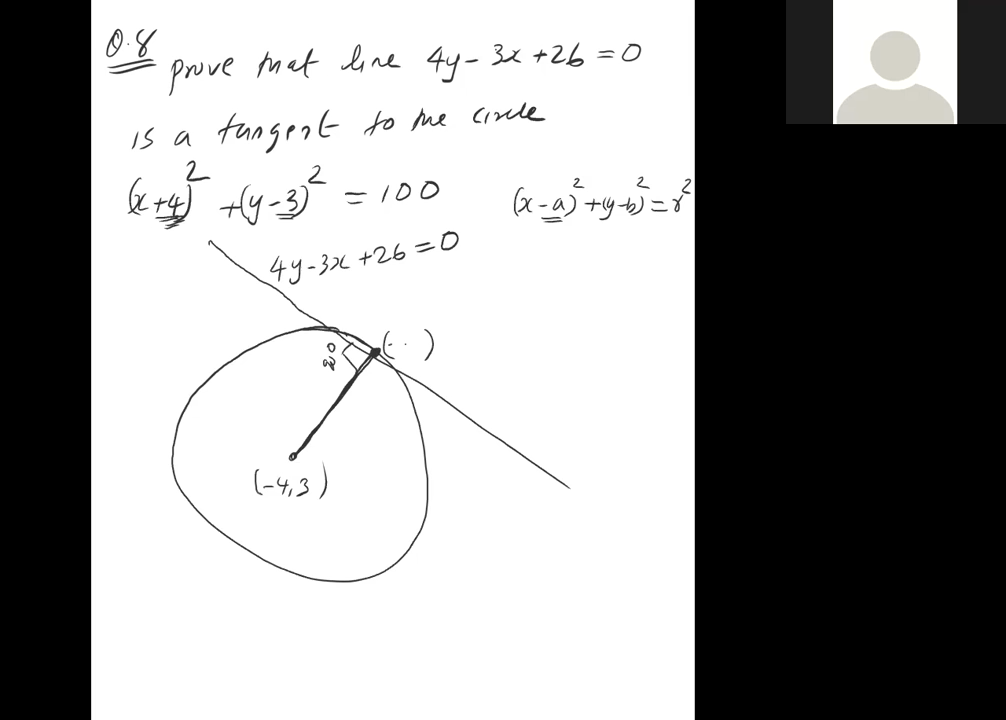 Q.8 prove that line 4y - 3x + 26 = 0
is a tangent to the circle
(x+4)² + (y-3)² = 100
(x-a)² + (y-b)² = r²
4y - 3x + 26 = 0
90°
(- . )
(-4, 3)